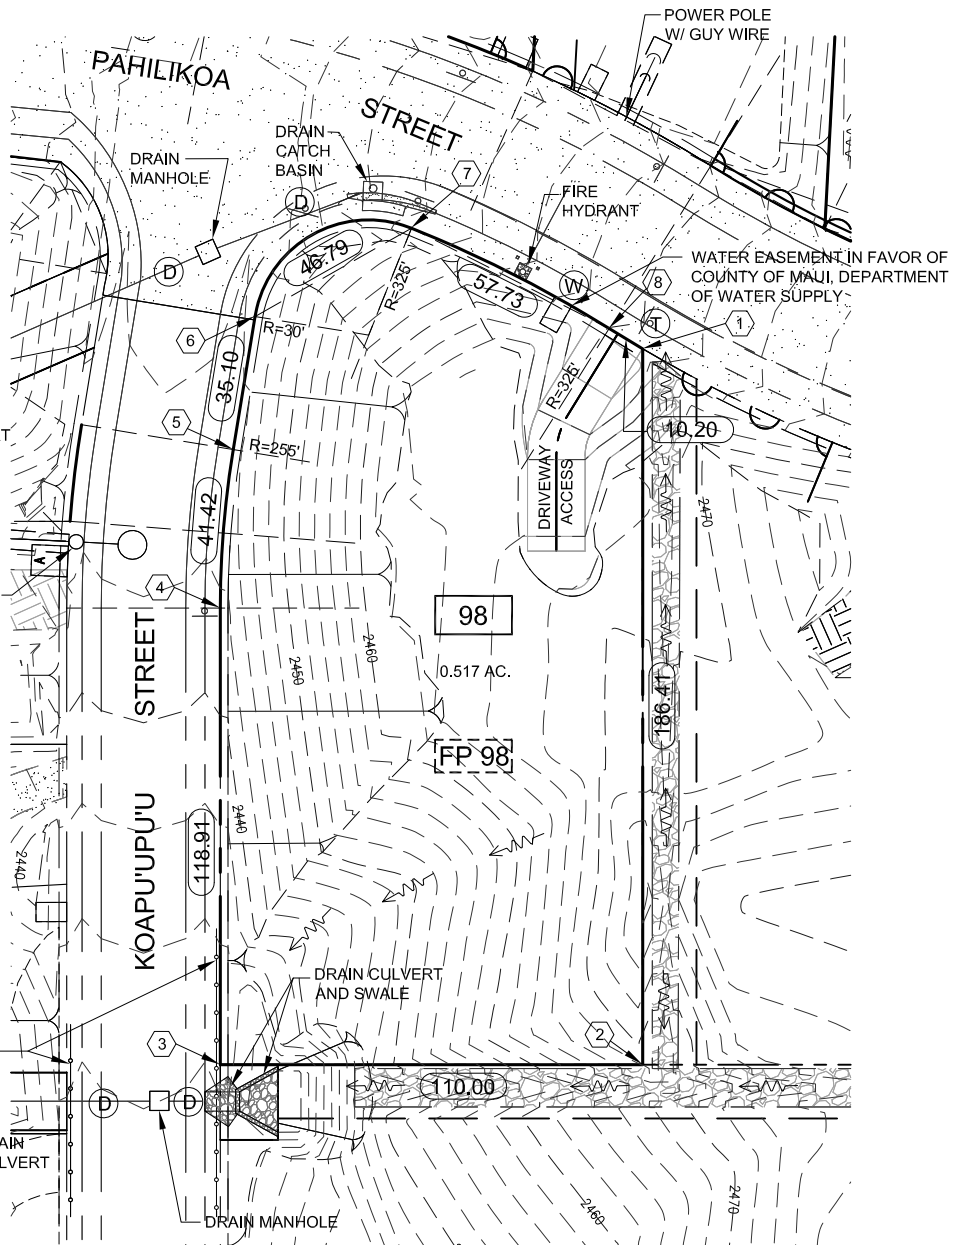 POWER POLE
W/ GUY WIRE
PAHILIKOA
STREET
DRAIN
CATCH
BASIN
DRAIN
MANHOLE
7
D
FIRE
HYDRANT
WATER EASEMENT IN FAVOR OF
COUNTY OF MAUI, DEPARTMENT
OF WATER SUPPLY
46.79
D
W
8
57.73
R=325'
T
1
6
R=30'
35.10
R=325'
5
R=255'
10.20
DRIVEWAY
ACCESS
T
41.42
2470
A'
4
98
STREET
2460
2450
0.517 AC.
186.41
FP 98
KOAPU'UPU'U
2440
118.91
2440
DRAIN CULVERT
AND SWALE
3
2
110.00
D
D
AIN
LVERT
2460
2470
DRAIN MANHOLE